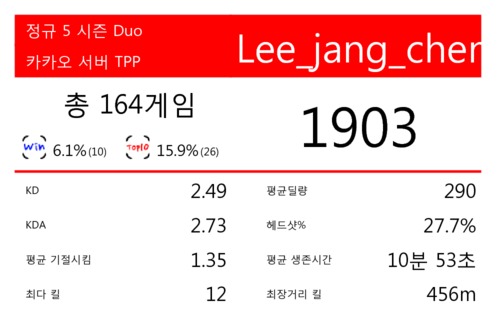 정규 5 시즌 Duo
카카오 서버 TPP
Lee_jang_cher
총 164게임
Win 6.1%(10) TOP10 15.9%(26)
1903
KD 2.49 평균딜량 290
KDA 2.73 헤드샷% 27.7%
평균 기절시킴 1.35 평균 생존시간 10분 53초
최다 킬 12 최장거리 킬 456m